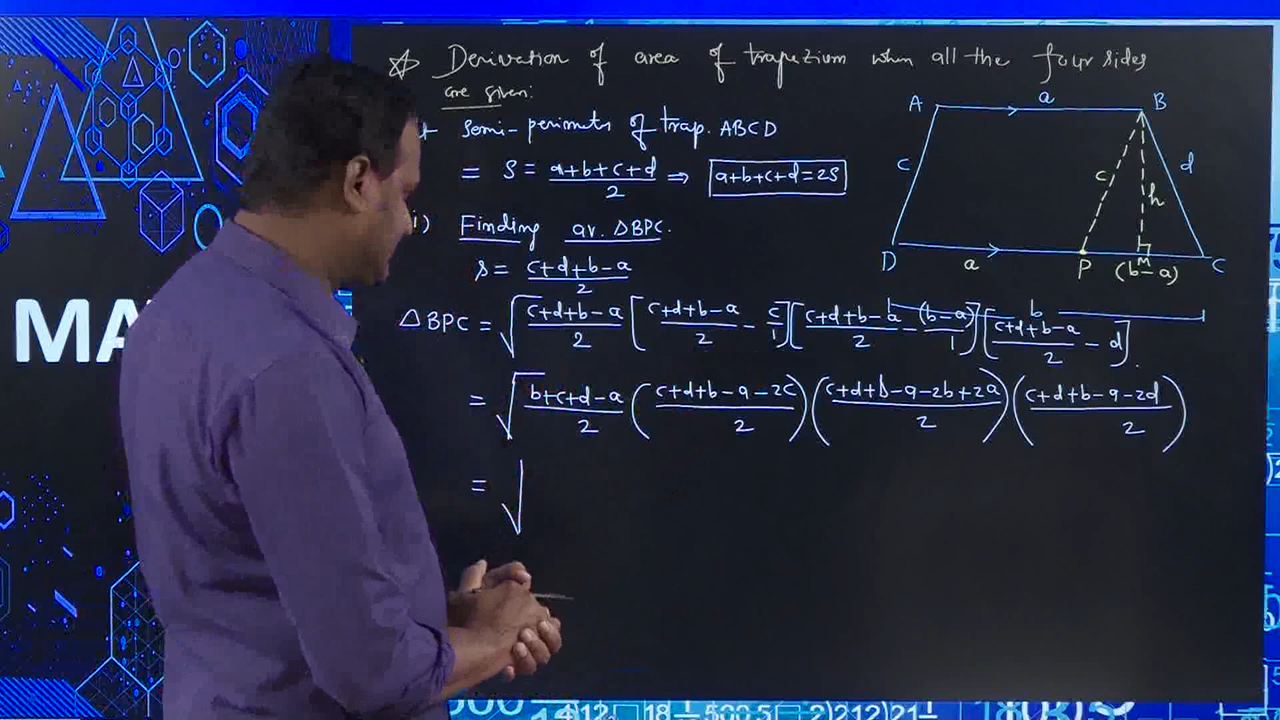 ☆ Derivation of area of trapezium when all the four sides
are given:
Semi-perimets of trap. ABCD
= S = (a+b+c+d)/2 ⇒ a+b+c+d=2S
i) Finding ar. ΔBPC.
s = (c+d+b-a)/2
ΔBPC = √ (c+d+b-a)/2 [(c+d+b-a)/2 - c/1][(c+d+b-a)/2 - (b-a)/1][(c+d+b-a)/2 - d].
= √ (b+c+d-a)/2 ((c+d+b-a-2c)/2)((c+d+b-a-2b+2a)/2)((c+d+b-a-2d)/2)
= √
A a B
c c h d
D a P M C
(b-a)
b
MA